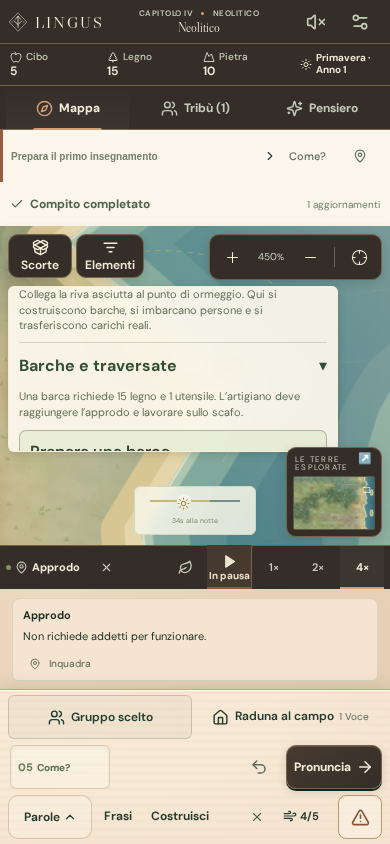 LINGUS
CAPITOLO IV • NEOLITICO
Neolitico
Cibo
5
Legno
15
Pietra
10
Primavera ·
Anno 1
Mappa
Tribù (1)
Pensiero
Prepara il primo insegnamento
Come?
Compito completato
1 aggiornamenti
Scorte
Elementi
450%
Collega la riva asciutta al punto di ormeggio. Qui si
costruiscono barche, si imbarcano persone e si
trasferiscono carichi reali.
Barche e traversate
Una barca richiede 15 legno e 1 utensile. L'artigiano deve
raggiungere l'approdo e lavorare sullo scafo.
Prepara una barca
LE TERRE
ESPLORATE
34s alla notte
Approdo
In pausa
1×
2×
4×
Approdo
Non richiede addetti per funzionare.
Inquadra
Gruppo scelto
Raduna al campo 1 Voce
05 Come?
Pronuncia
Parole
Frasi
Costruisci
4/5